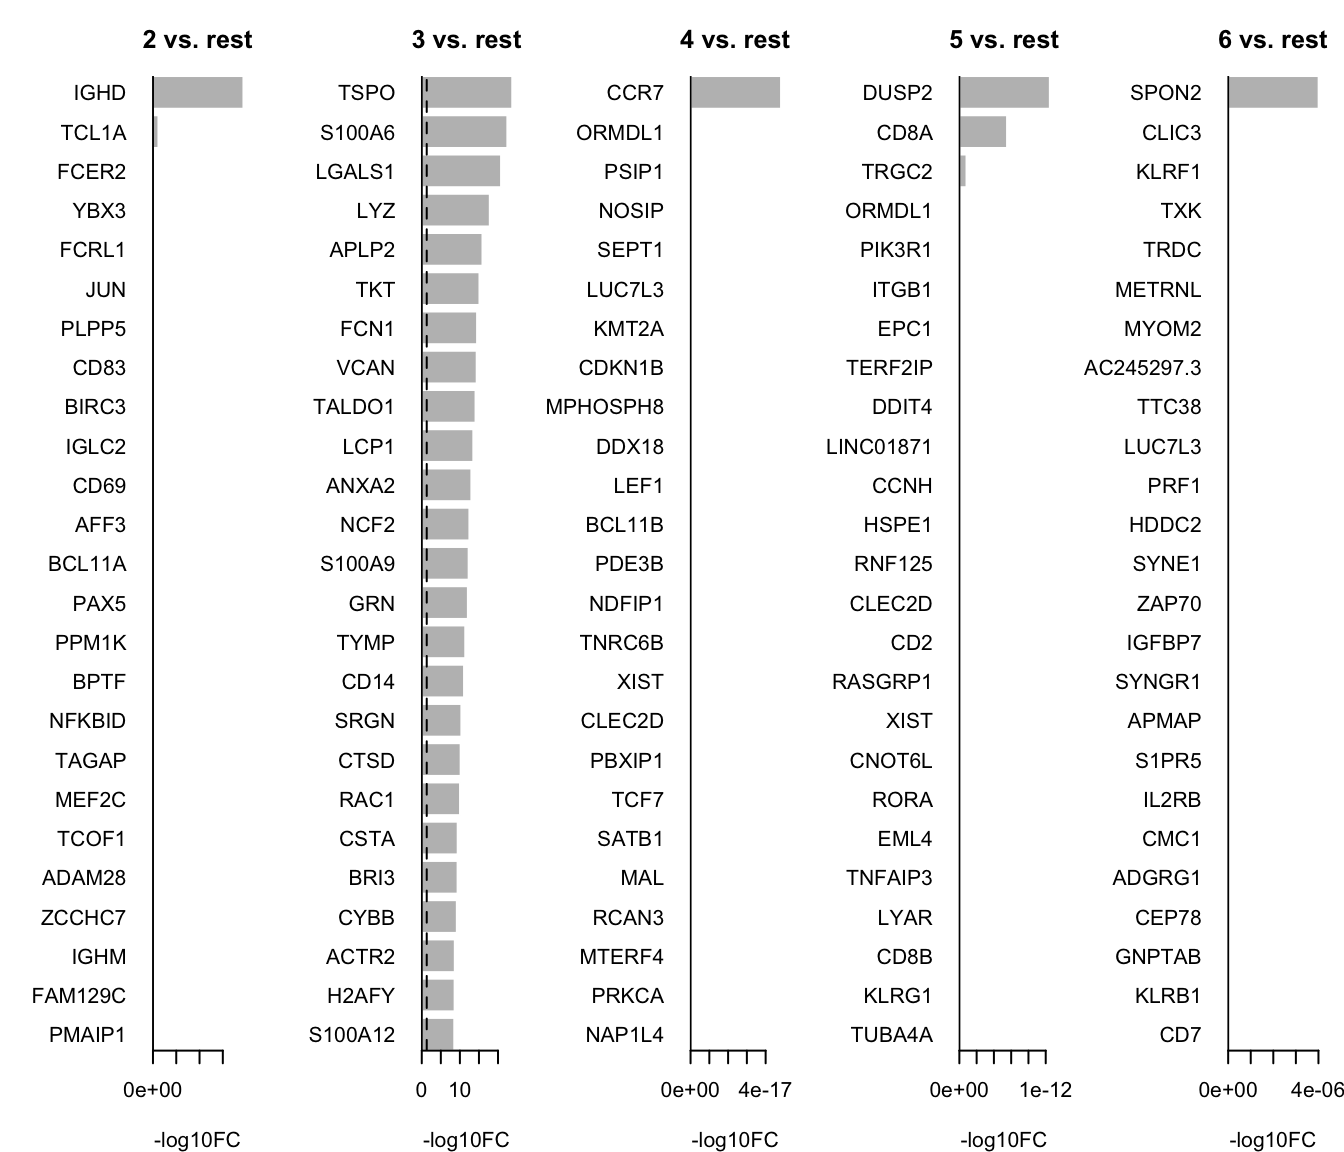 2 vs. rest 3 vs. rest 4 vs. rest 5 vs. rest 6 vs. rest
IGHD TSPO CCR7 DUSP2 SPON2
TCL1A S100A6 ORMDL1 CD8A CLIC3
FCER2 LGALS1 PSIP1 TRGC2 KLRF1
YBX3 LYZ NOSIP ORMDL1 TXK
FCRL1 APLP2 SEPT1 PIK3R1 TRDC
JUN TKT LUC7L3 ITGB1 METRNL
PLPP5 FCN1 KMT2A EPC1 MYOM2
CD83 VCAN CDKN1B TERF2IP AC245297.3
BIRC3 TALDO1 MPHOSPH8 DDIT4 TTC38
IGLC2 LCP1 DDX18 LINC01871 LUC7L3
CD69 ANXA2 LEF1 CCNH PRF1
AFF3 NCF2 BCL11B HSPE1 HDDC2
BCL11A S100A9 PDE3B RNF125 SYNE1
PAX5 GRN NDFIP1 CLEC2D ZAP70
PPM1K TYMP TNRC6B CD2 IGFBP7
BPTF CD14 XIST RASGRP1 SYNGR1
NFKBID SRGN CLEC2D XIST APMAP
TAGAP CTSD PBXIP1 CNOT6L S1PR5
MEF2C RAC1 TCF7 RORA IL2RB
TCOF1 CSTA SATB1 EML4 CMC1
ADAM28 BRI3 MAL TNFAIP3 ADGRG1
ZCCHC7 CYBB RCAN3 LYAR CEP78
IGHM ACTR2 MTERF4 CD8B GNPTAB
FAM129C H2AFY PRKCA KLRG1 KLRB1
PMAIP1 S100A12 NAP1L4 TUBA4A CD7
0e+00 0 10 0e+00 4e-17 0e+00 1e-12 0e+00 4e-06
-log10FC -log10FC -log10FC -log10FC -log10FC